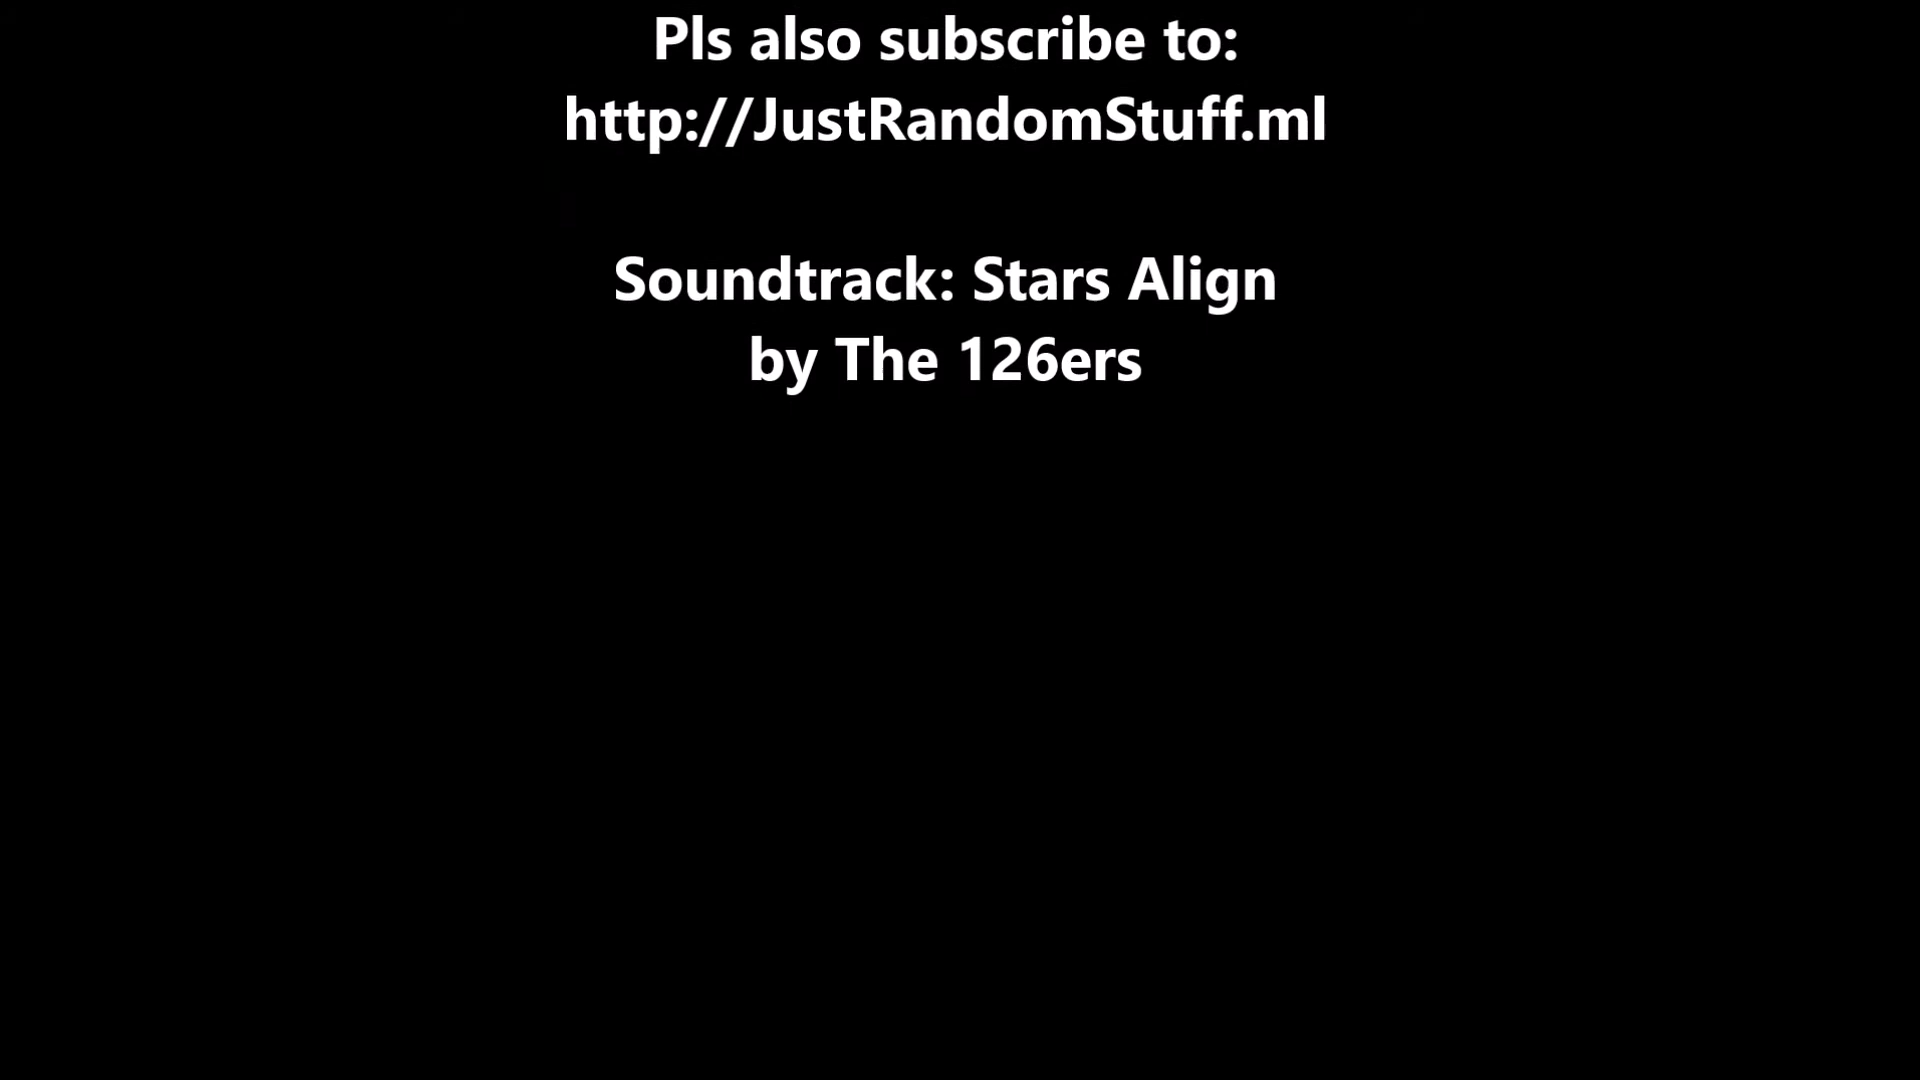 Pls also subscribe to:
http://JustRandomStuff.ml
Soundtrack: Stars Align
by The 126ers